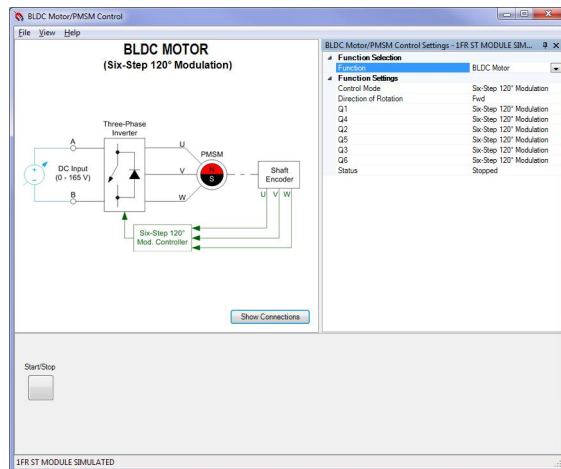 BLDC Motor/PMSM Control
File View Help
BLDC MOTOR
(Six-Step 120° Modulation)
Three-Phase
Inverter
A
U
PMSM
DC Input
(0 - 165 V)
V
S
Shaft
Encoder
B
W
U V W
Six-Step 120°
Mod. Controller
Show Connections
BLDC Motor/PMSM Control Settings - 1FR ST MODULE SIM...
Function Selection
Function BLDC Motor
Function Settings
Control Mode Six-Step 120° Modulation
Direction of Rotation Fwd
Q1 Six-Step 120° Modulation
Q4 Six-Step 120° Modulation
Q2 Six-Step 120° Modulation
Q5 Six-Step 120° Modulation
Q3 Six-Step 120° Modulation
Q6 Six-Step 120° Modulation
Status Stopped
Start/Stop
1FR ST MODULE SIMULATED